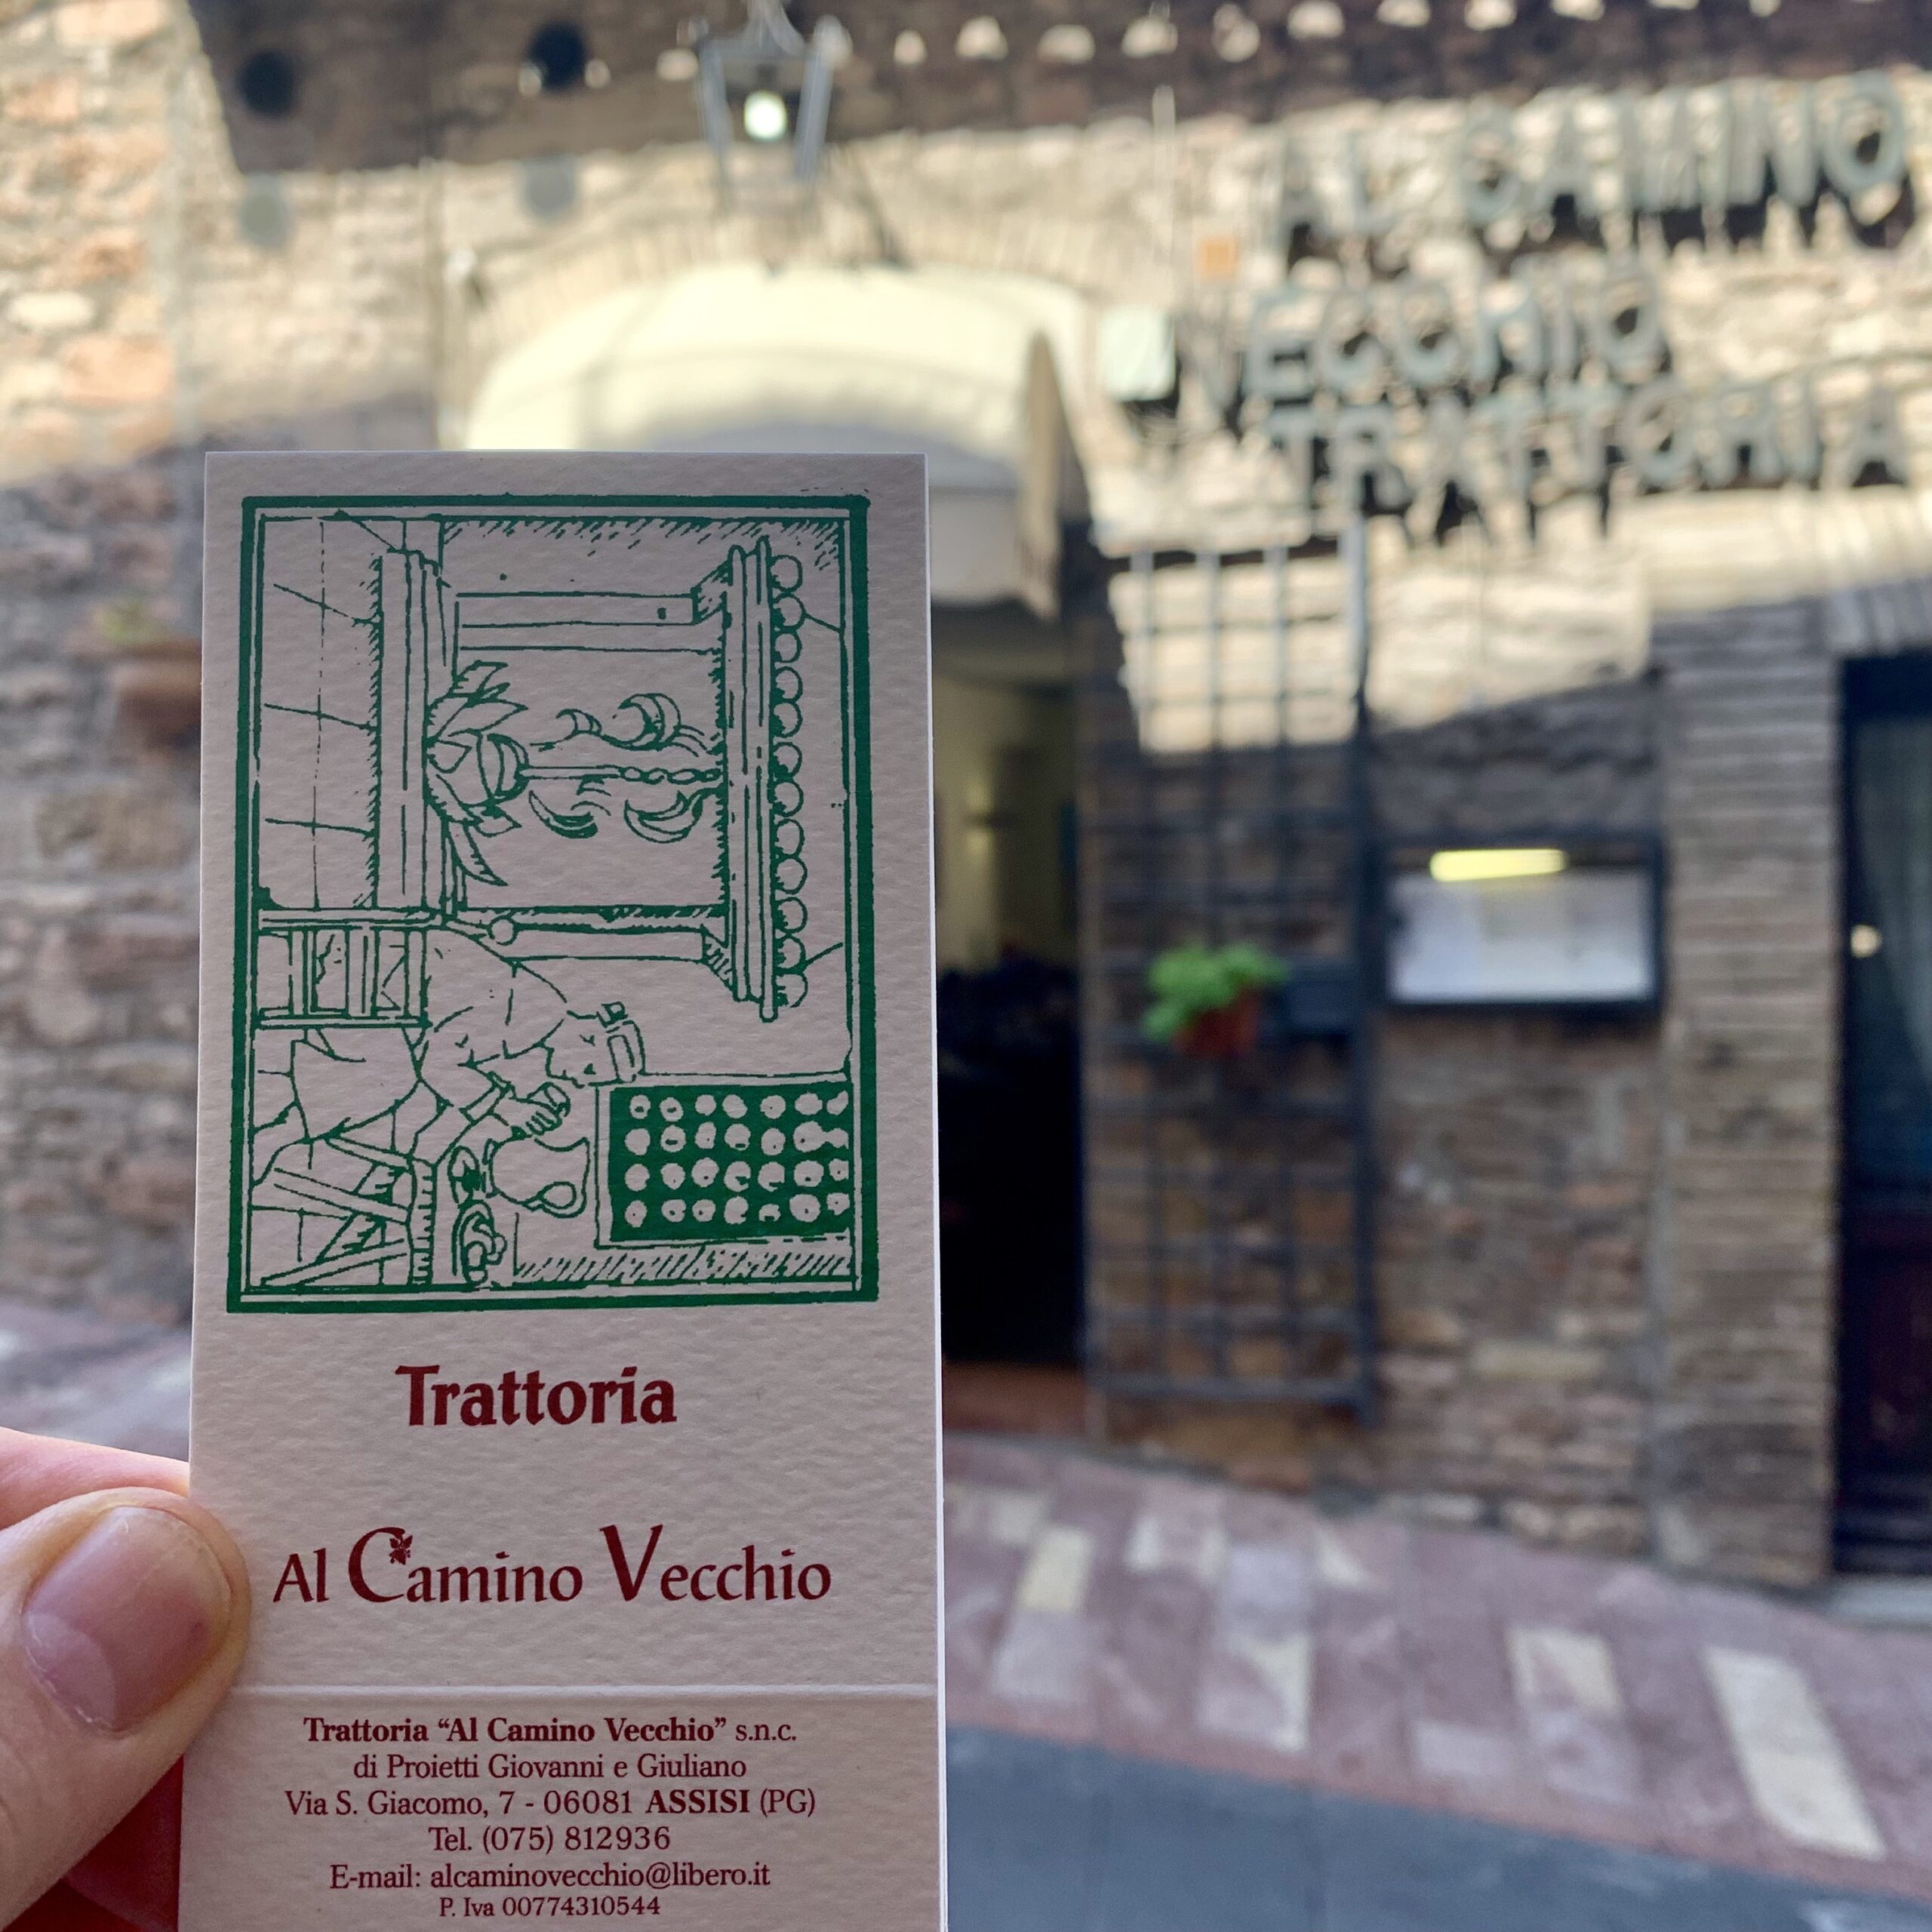 AL CAMINO
VECCHIO
TRATTORIA
Trattoria
Al Camino Vecchio
Trattoria “Al Camino Vecchio” s.n.c.
di Proietti Giovanni e Giuliano
Via S. Giacomo, 7 - 06081 ASSISI (PG)
Tel. (075) 812936
E-mail: alcaminovecchio@libero.it
P. Iva 00774310544